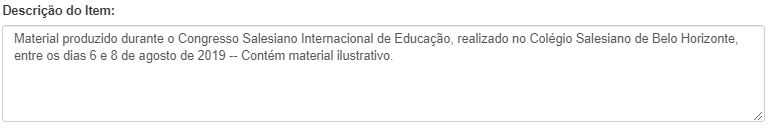 Descrição do Item:
Material produzido durante o Congresso Salesiano Internacional de Educação, realizado no Colégio Salesiano de Belo Horizonte,
entre os dias 6 e 8 de agosto de 2019 -- Contém material ilustrativo.